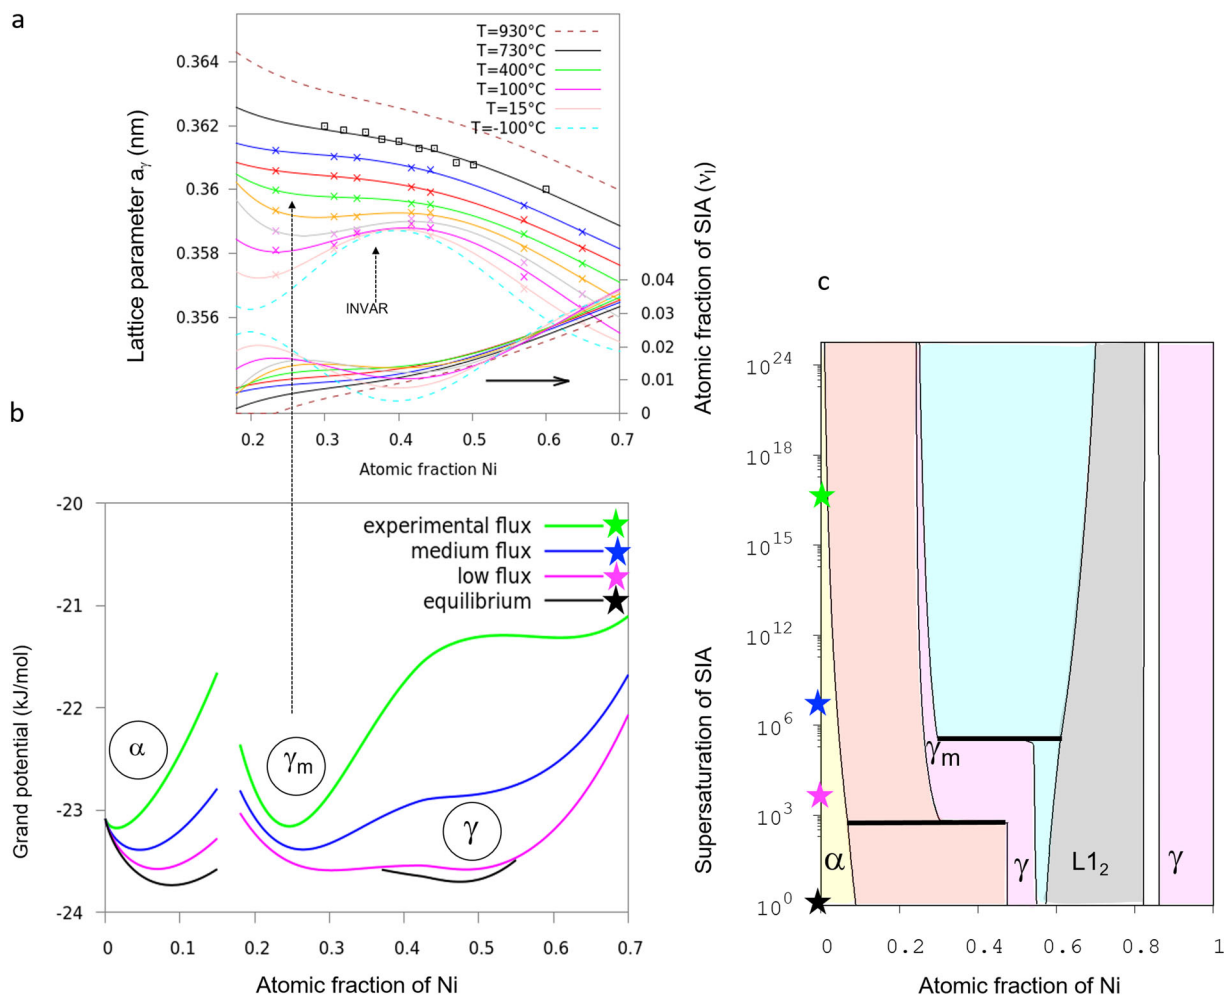 a
T=930°C
T=730°C
T=400°C
T=100°C
T=15°C
T=-100°C
0.364
0.362
0.36
0.358
0.356
Lattice parameter aγ (nm)
INVAR
0.04
0.03
0.02
0.01
0
Atomic fraction of SIA (νI)
0.2 0.3 0.4 0.5 0.6 0.7
Atomic fraction Ni
b
-20
-21
-22
-23
-24
Grand potential (kJ/mol)
experimental flux
medium flux
low flux
equilibrium
α
γm
γ
0 0.1 0.2 0.3 0.4 0.5 0.6 0.7
Atomic fraction of Ni
c
10^24
10^18
10^15
10^12
10^6
10^3
10^0
Supersaturation of SIA
γm
α
γ
L1₂
γ
0 0.2 0.4 0.6 0.8 1
Atomic fraction of Ni